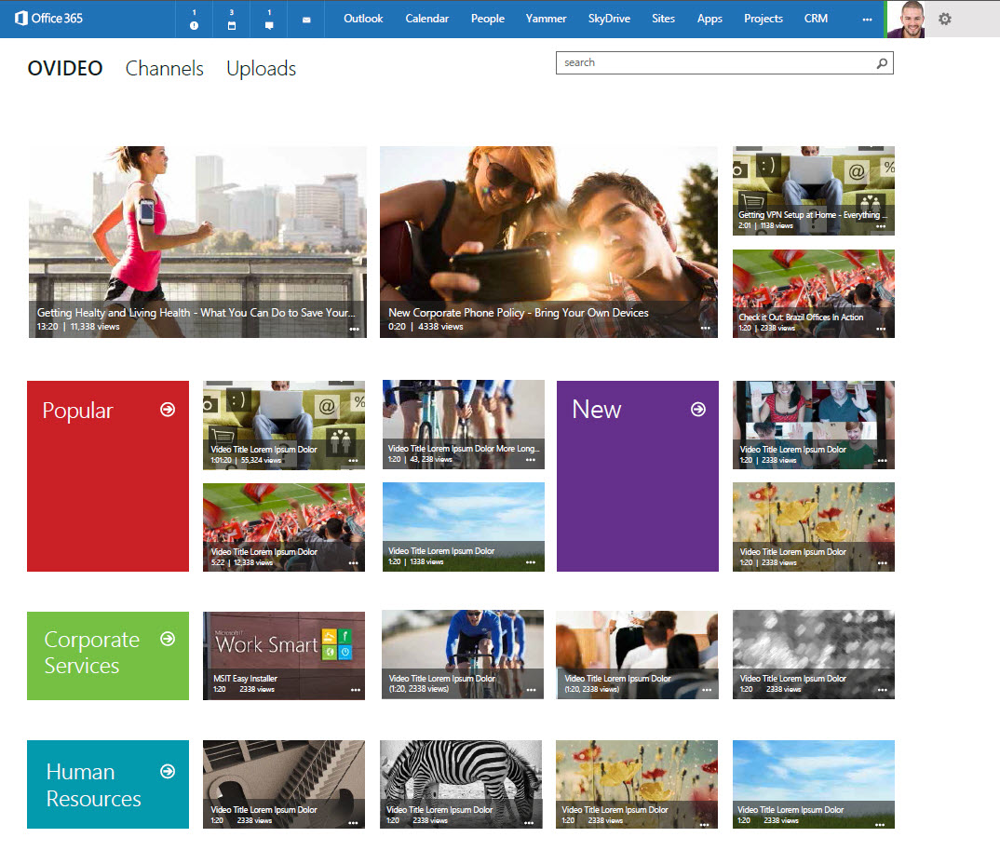 Office 365
1
3
1
Outlook Calendar People Yammer SkyDrive Sites Apps Projects CRM ...
OVIDEO Channels Uploads
search
Getting Healty and Living Health - What You Can Do to Save Your...
13:20 | 11,338 views
New Corporate Phone Policy - Bring Your Own Devices
0:20 | 4338 views
:)
@
%
Getting VPN Setup at Home - Everything ...
2:01 | 1138 views
Check it Out: Brazil Offices In Action
1:20 | 2338 views
Popular
:)
@
%
Video Title Lorem Ipsum Dolor
1:01:20 | 55,324 views
Video Title Lorem Ipsum Dolor More Long...
1:20 | 43, 238 views
Video Title Lorem Ipsum Dolor
5:22 | 12,338 views
Video Title Lorem Ipsum Dolor
1:20 | 1338 views
New
Video Title Lorem Ipsum Dolor
1:20 | 2338 views
Video Title Lorem Ipsum Dolor
1:20 | 2338 views
Corporate
Services
Microsoft IT
Work Smart
MSIT Easy Installer
1:20 2338 views
Video Title Lorem Ipsum Dolor
(1:20, 2338 views)
Video Title Lorem Ipsum Dolor
(1:20, 2338 views)
Video Title Lorem Ipsum Dolor
1:20 2338 views
Human
Resources
Video Title Lorem Ipsum Dolor
1:20 2338 views
Video Title Lorem Ipsum Dolor
1:20 2338 views
Video Title Lorem Ipsum Dolor
1:20 2338 views
Video Title Lorem Ipsum Dolor
1:20 2338 views